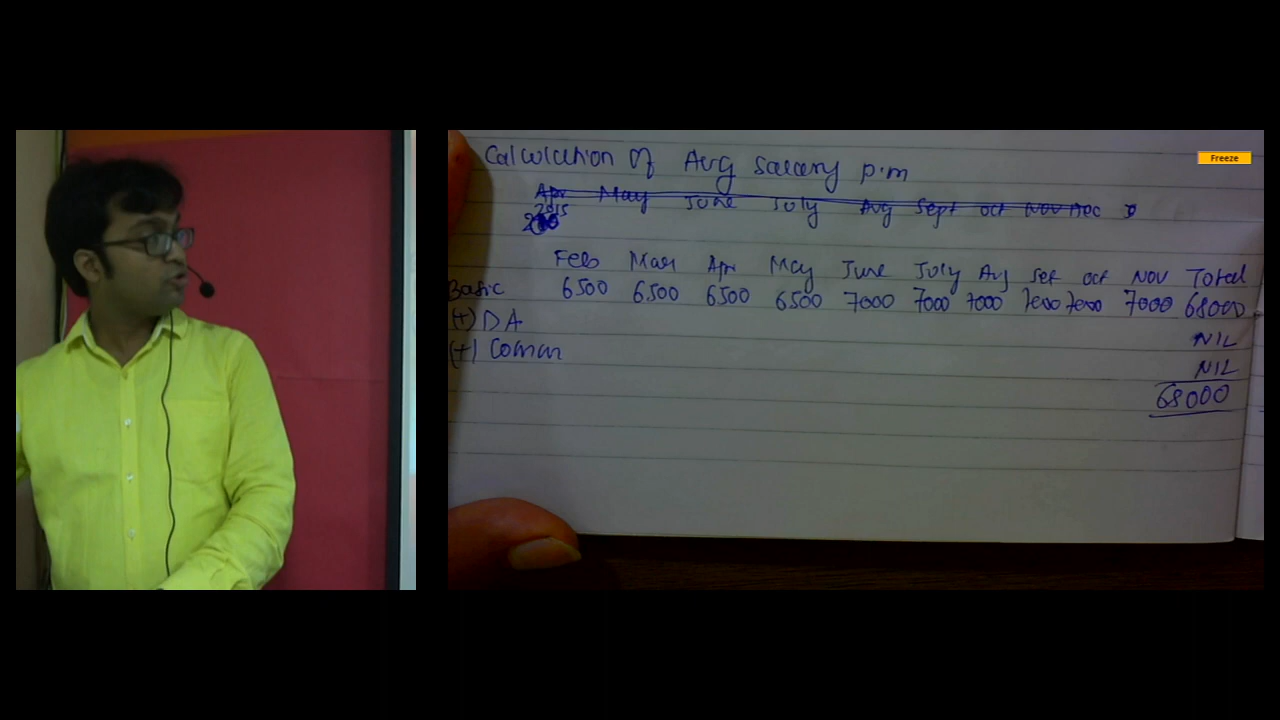 Calculation of Avg Salary p.m
Apr May June July Aug Sept Oct Nov Dec
2015
Feb Mar Apr May June July Aug Sep Oct Nov Total
Basic 6500 6500 6500 6500 7000 7000 7000 7000 7000 7000 68000
(+) DA NIL
(+) Comm NIL
68000
Freeze